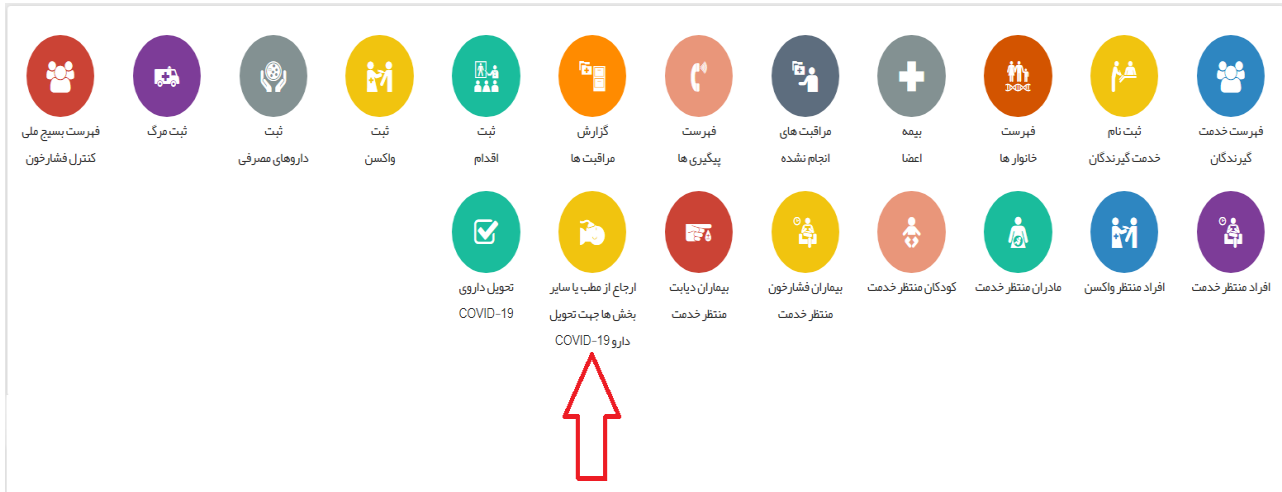 فهرست خدمت
گیرندگان
ثبت نام
خدمت گیرندگان
فهرست
خانوار ها
بیمه
اعضا
مراقبت های
انجام نشده
فهرست
پیگیری ها
گزارش
مراقبت ها
ثبت
اقدام
ثبت
واکسن
ثبت
داروهای مصرفی
ثبت مرگ
فهرست بسیج ملی
کنترل فشارخون
افراد منتظر خدمت
افراد منتظر واکسن
مادران منتظر خدمت
کودکان منتظر خدمت
بیماران فشارخون
منتظر خدمت
بیماران دیابت
منتظر خدمت
ارجاع از مطب یا سایر
بخش ها جهت تحویل
دارو COVID-19
تحویل داروی
COVID-19